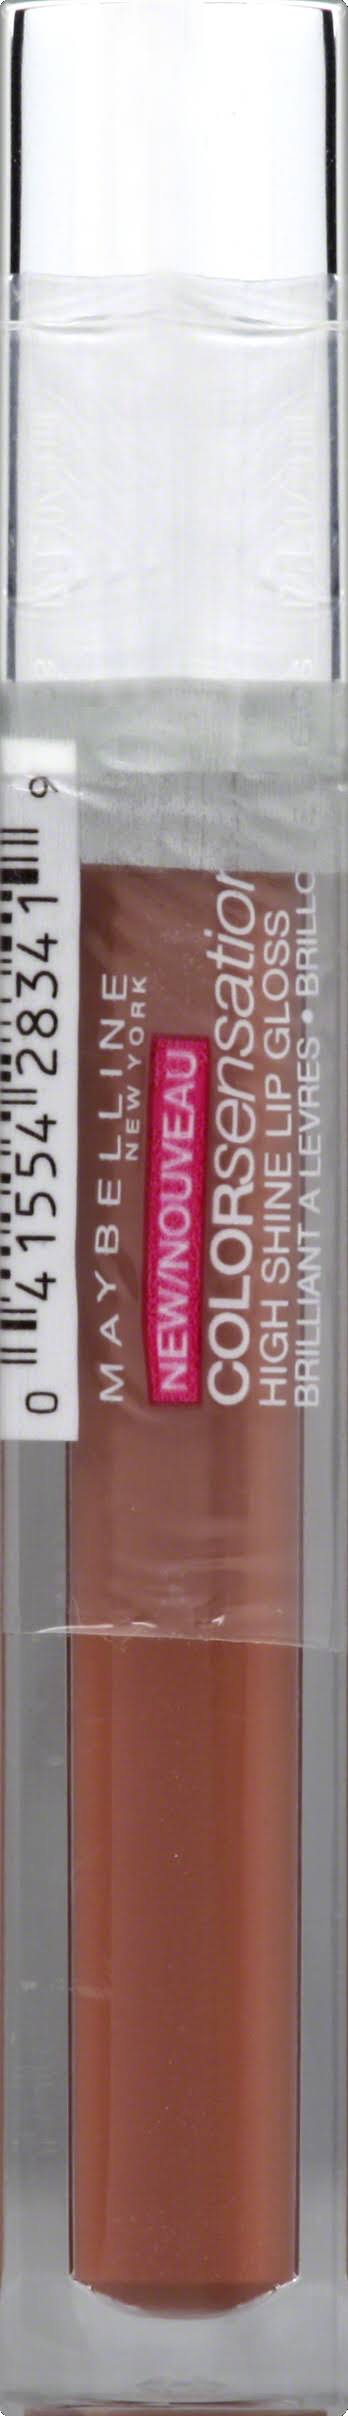 MAYBELLINE
NEW YORK
NEW/NOUVEAU
COLORsensation
HIGH SHINE LIP GLOSS
BRILLIANT A LEVRES • BRILLO
0 41554 28341 9